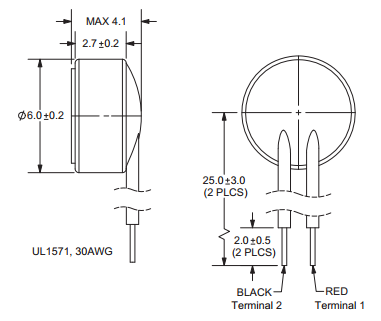 MAX 4.1
2.7±0.2
Ø6.0±0.2
25.0±3.0
(2 PLCS)
2.0±0.5
(2 PLCS)
UL1571, 30AWG
BLACK
Terminal 2
RED
Terminal 1